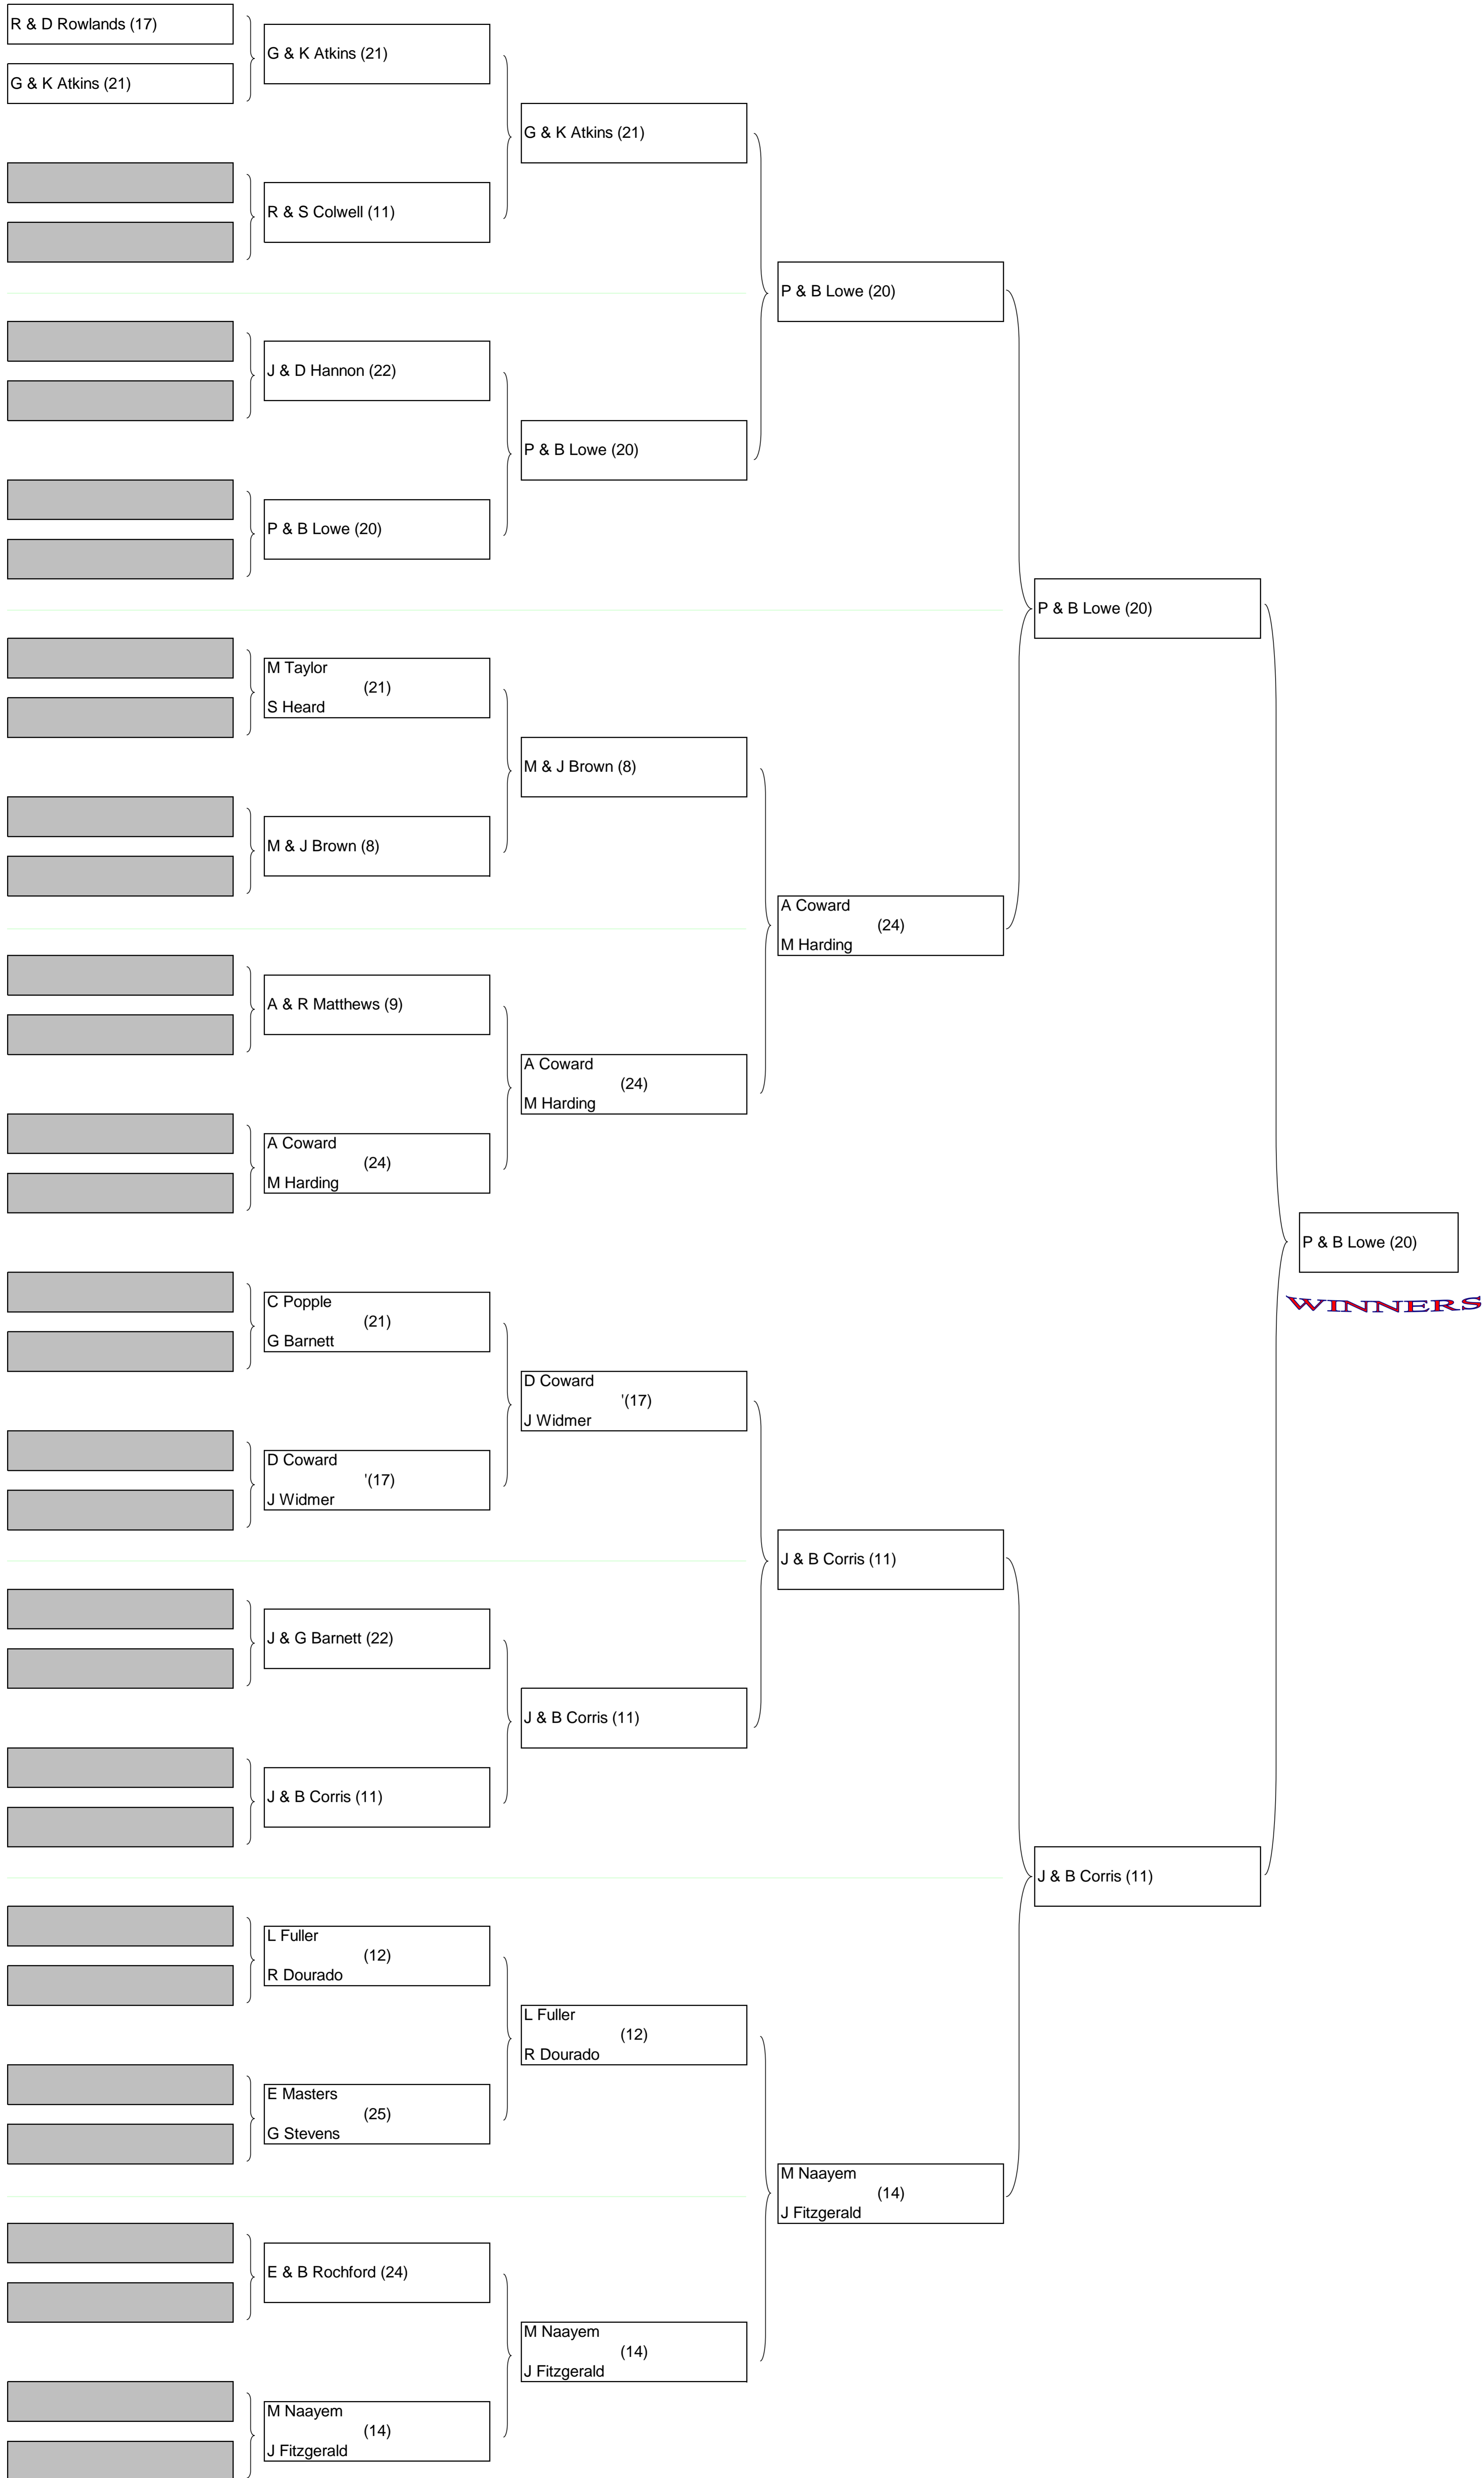 R & D Rowlands (17)
G & K Atkins (21)
G & K Atkins (21)
G & K Atkins (21)
R & S Colwell (11)
P & B Lowe (20)
J & D Hannon (22)
P & B Lowe (20)
P & B Lowe (20)
P & B Lowe (20)
M Taylor
(21)
S Heard
M & J Brown (8)
M & J Brown (8)
A Coward
(24)
M Harding
A & R Matthews (9)
A Coward
(24)
M Harding
A Coward
(24)
M Harding
P & B Lowe (20)
WINNERS
C Popple
(21)
G Barnett
D Coward
'(17)
J Widmer
D Coward
'(17)
J Widmer
J & B Corris (11)
J & G Barnett (22)
J & B Corris (11)
J & B Corris (11)
J & B Corris (11)
L Fuller
(12)
R Dourado
L Fuller
(12)
R Dourado
E Masters
(25)
G Stevens
M Naayem
(14)
J Fitzgerald
E & B Rochford (24)
M Naayem
(14)
J Fitzgerald
M Naayem
(14)
J Fitzgerald